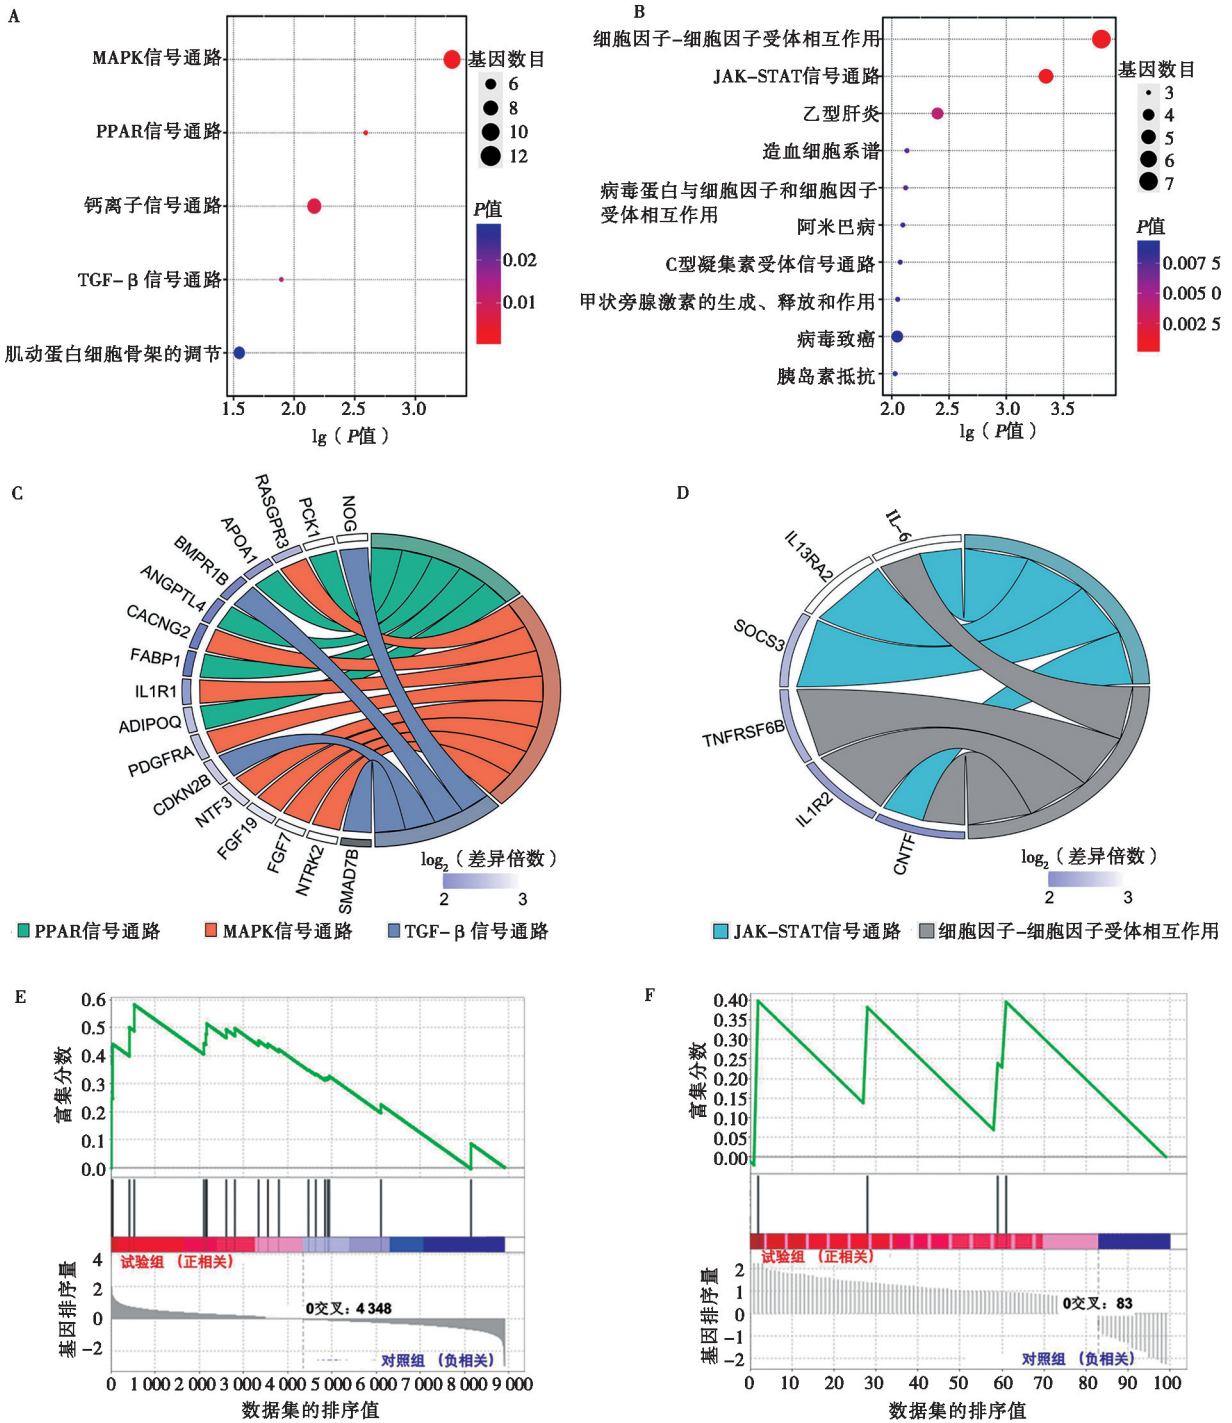 A
MAPK信号通路
PPAR信号通路
钙离子信号通路
TGF-β信号通路
肌动蛋白细胞骨架的调节
1.5 2.0 2.5 3.0
lg（P值）
基因数目
6
8
10
12
P值
0.02
0.01
B
细胞因子-细胞因子受体相互作用
JAK-STAT信号通路
乙型肝炎
造血细胞系谱
病毒蛋白与细胞因子和细胞因子
受体相互作用
阿米巴病
C型凝集素受体信号通路
甲状旁腺激素的生成、释放和作用
病毒致癌
胰岛素抵抗
2.0 2.5 3.0 3.5
lg（P值）
基因数目
3
4
5
6
7
P值
0.007 5
0.005 0
0.002 5
C
NOG
PCK1
RASGPR3
APOA1
BMPR1B
ANGPTL4
CACNG2
FABP1
IL1R1
ADIPOQ
PDGFRA
CDKN2B
NTF3
FGF19
FGF7
NTRK2
SMAD7B
log2（差异倍数）
2 3
PPAR信号通路 MAPK信号通路 TGF-β信号通路
D
IL-6
IL13RA2
SOCS3
TNFRSF6B
IL1R2
CNTF
log2（差异倍数）
2 3
JAK-STAT信号通路 细胞因子-细胞因子受体相互作用
E
富集分数
0.6
0.5
0.4
0.3
0.2
0.1
0.0
试验组（正相关）
基因排序量
4
2
0
-2
0交叉：4 348
对照组（负相关）
0 1 000 2 000 3 000 4 000 5 000 6 000 7 000 8 000 9 000
数据集的排序值
F
富集分数
0.40
0.35
0.30
0.25
0.20
0.15
0.10
0.05
0.00
试验组（正相关）
基因排序量
2
1
0
-1
-2
0交叉：83
对照组（负相关）
0 10 20 30 40 50 60 70 80 90 100
数据集的排序值